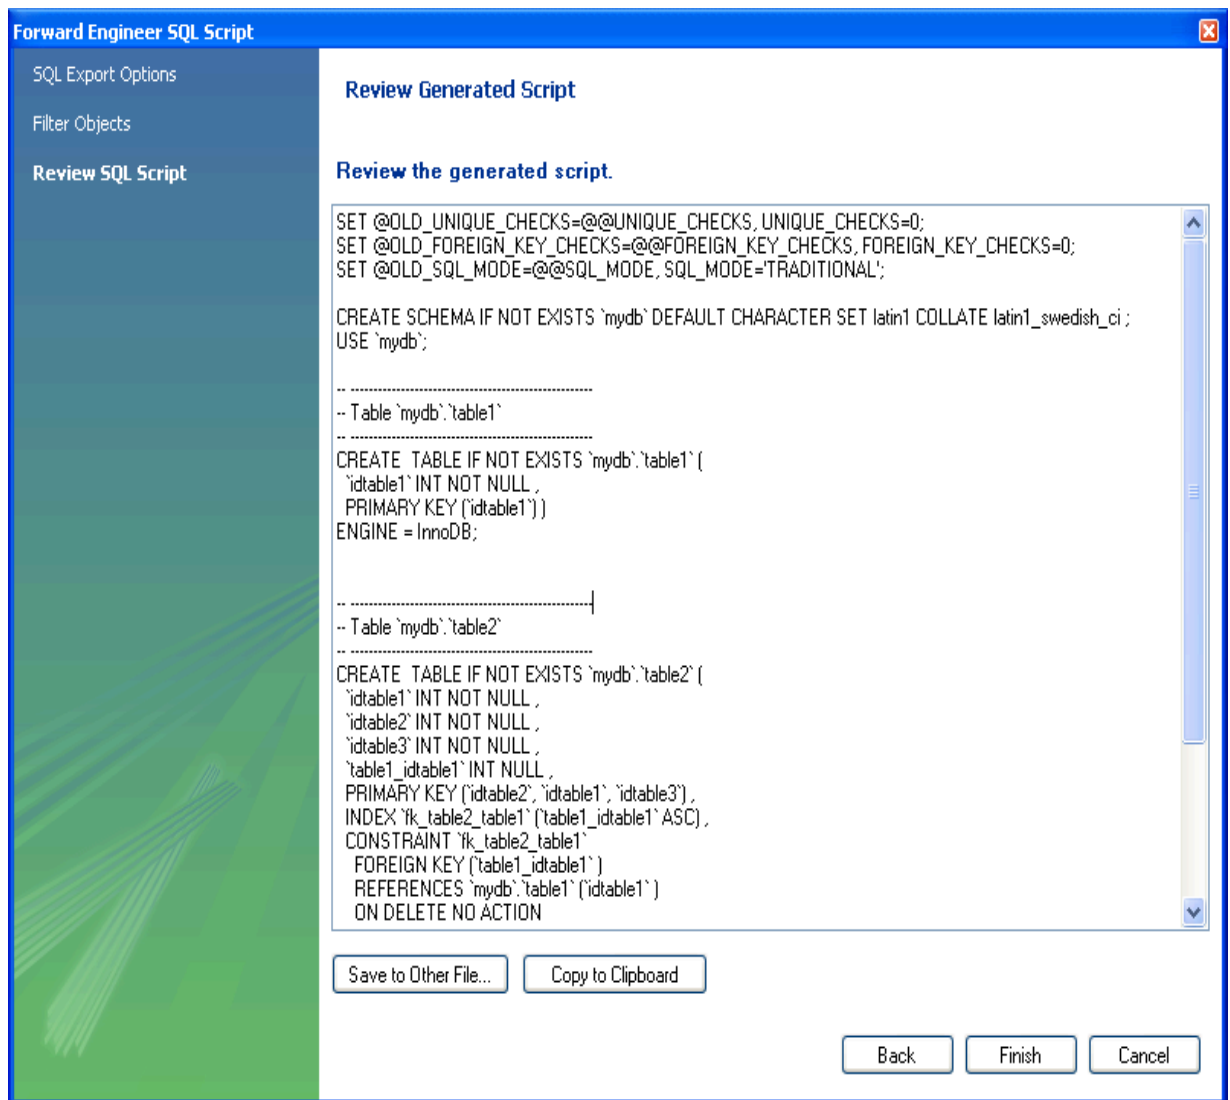 Forward Engineer SQL Script
SQL Export Options
Filter Objects
Review SQL Script
Review Generated Script
Review the generated script.
SET @OLD_UNIQUE_CHECKS=@@UNIQUE_CHECKS, UNIQUE_CHECKS=0;
SET @OLD_FOREIGN_KEY_CHECKS=@@FOREIGN_KEY_CHECKS, FOREIGN_KEY_CHECKS=0;
SET @OLD_SQL_MODE=@@SQL_MODE, SQL_MODE='TRADITIONAL';
CREATE SCHEMA IF NOT EXISTS `mydb` DEFAULT CHARACTER SET latin1 COLLATE latin1_swedish_ci ;
USE `mydb`;
-- -----------------------------------------------------
-- Table `mydb`.`table1`
-- -----------------------------------------------------
CREATE  TABLE IF NOT EXISTS `mydb`.`table1` (
  `idtable1` INT NOT NULL ,
  PRIMARY KEY (`idtable1`) )
ENGINE = InnoDB;
-- -----------------------------------------------------
-- Table `mydb`.`table2`
-- -----------------------------------------------------
CREATE  TABLE IF NOT EXISTS `mydb`.`table2` (
  `idtable1` INT NOT NULL ,
  `idtable2` INT NOT NULL ,
  `idtable3` INT NOT NULL ,
  `table1_idtable1` INT NULL ,
  PRIMARY KEY (`idtable2`, `idtable1`, `idtable3`) ,
  INDEX `fk_table2_table1` (`table1_idtable1` ASC) ,
  CONSTRAINT `fk_table2_table1`
    FOREIGN KEY (`table1_idtable1` )
    REFERENCES `mydb`.`table1` (`idtable1` )
    ON DELETE NO ACTION
Save to Other File...
Copy to Clipboard
Back
Finish
Cancel